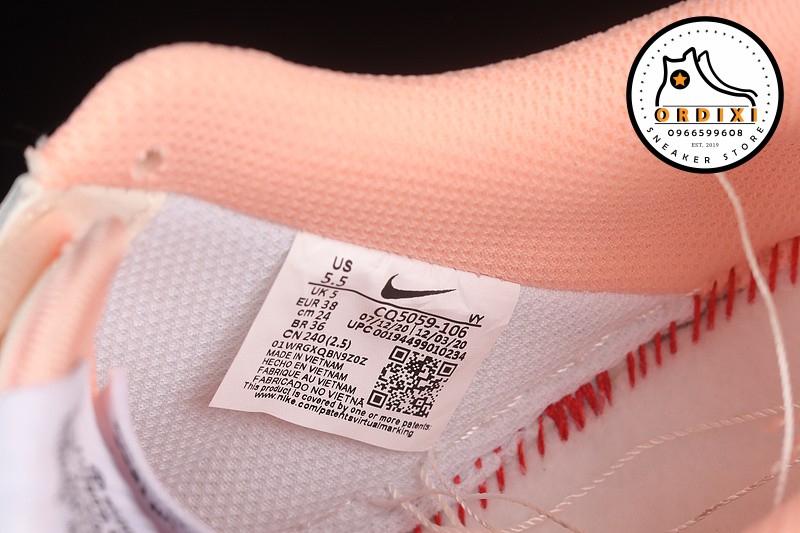 ORDIXI
0966599608
EST. 2019
SNEAKER STORE
US
5.5
UK 5
EUR 38
cm 24
BR 36
CN 240 (2.5)
CQ5059-106 VY
07/12/20 | 12/03/20
UPC 00194499010234
01WRGXQBN9Z0Z
MADE IN VIETNAM
HECHO EN VIETNAM
FABRIQUE AU VIETNAM
FABRICADO NO VIETNÃ
This product is covered by one or more patents:
www.nike.com/patentsvirtualmarking